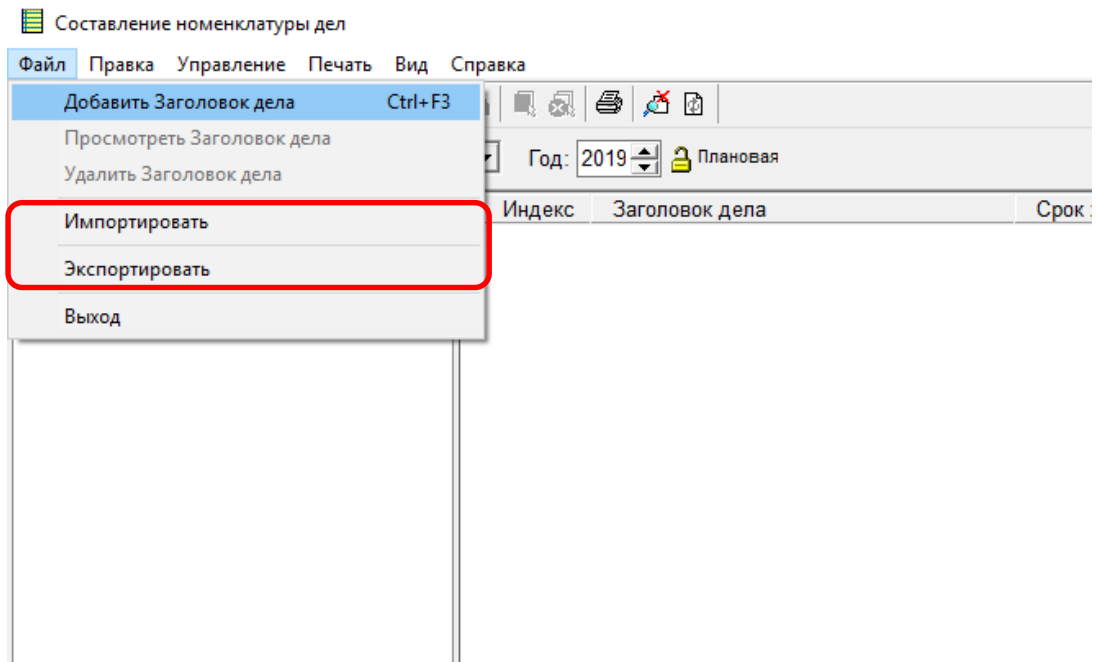 Составление номенклатуры дел
Файл Правка Управление Печать Вид Справка
Добавить Заголовок дела Ctrl+F3
Просмотреть Заголовок дела
Год: 2019 Плановая
Удалить Заголовок дела
Индекс Заголовок дела Срок
Импортировать
Экспортировать
Выход